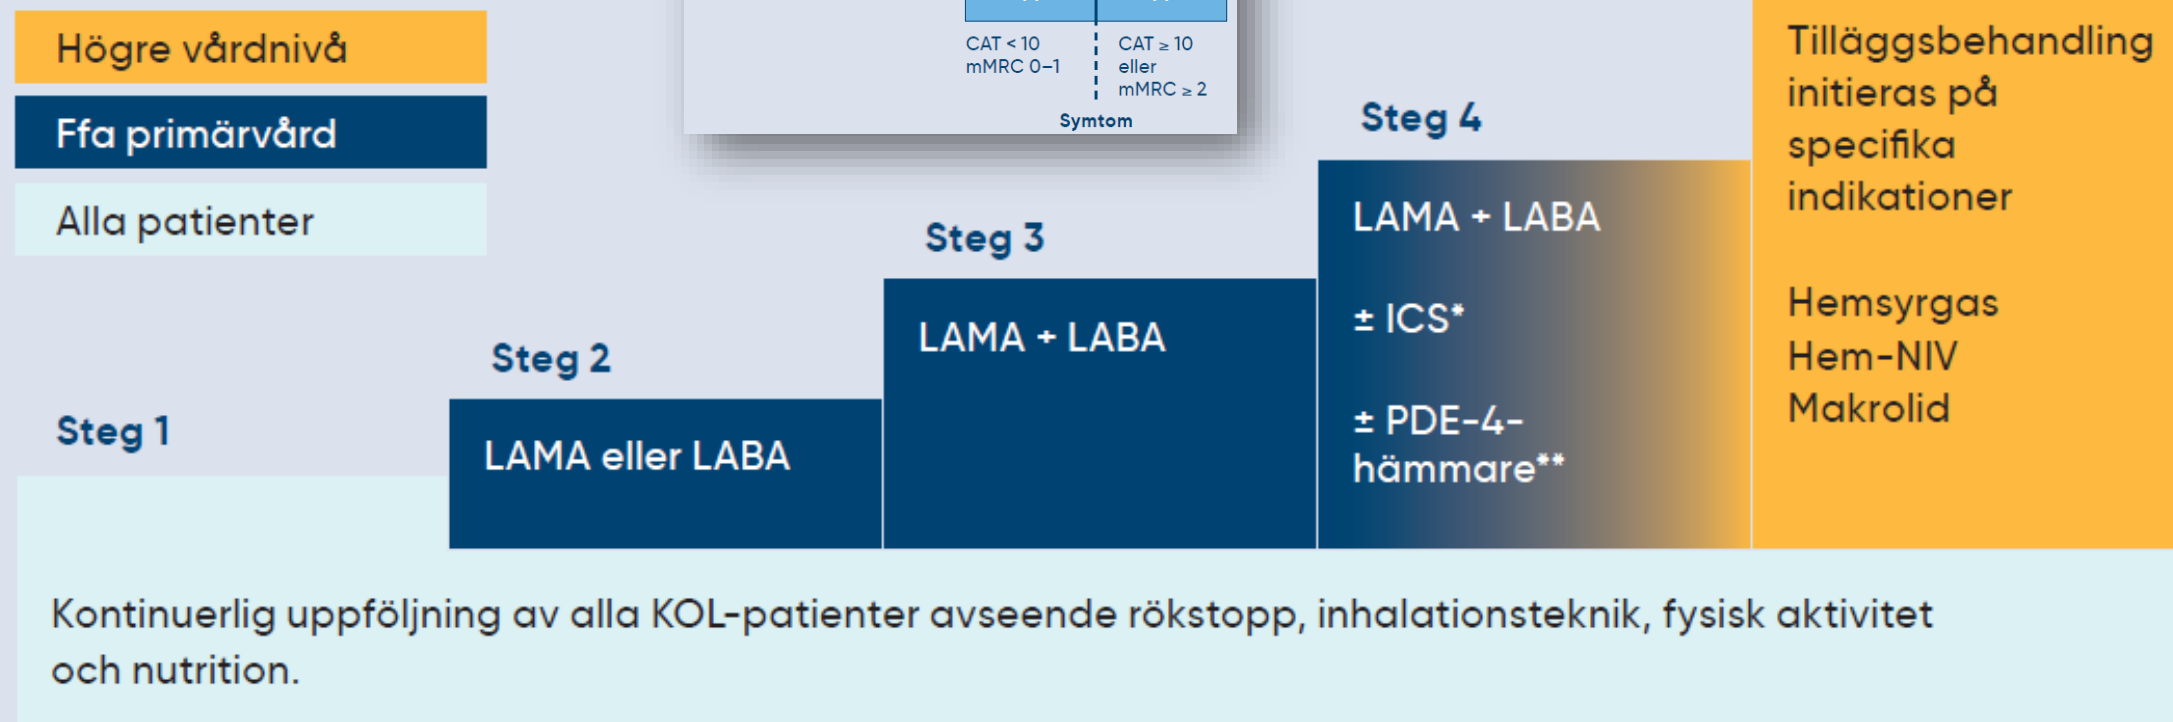 Högre vårdnivå
Ffa primärvård
Alla patienter
CAT < 10
mMRC 0–1
CAT ≥ 10
eller
mMRC ≥ 2
Symtom
Steg 1
Steg 2
LAMA eller LABA
Steg 3
LAMA + LABA
Steg 4
LAMA + LABA
± ICS*
± PDE-4-
hämmare**
Tilläggsbehandling
initieras på
specifika
indikationer
Hemsyrgas
Hem-NIV
Makrolid
Kontinuerlig uppföljning av alla KOL-patienter avseende rökstopp, inhalationsteknik, fysisk aktivitet
och nutrition.